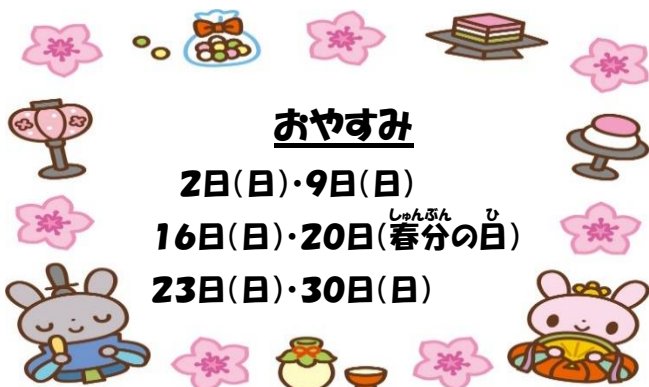 おやすみ
2日(日)・9日(日)
しゅんぶん ひ
16日(日)・20日(春分の日)
23日(日)・30日(日)